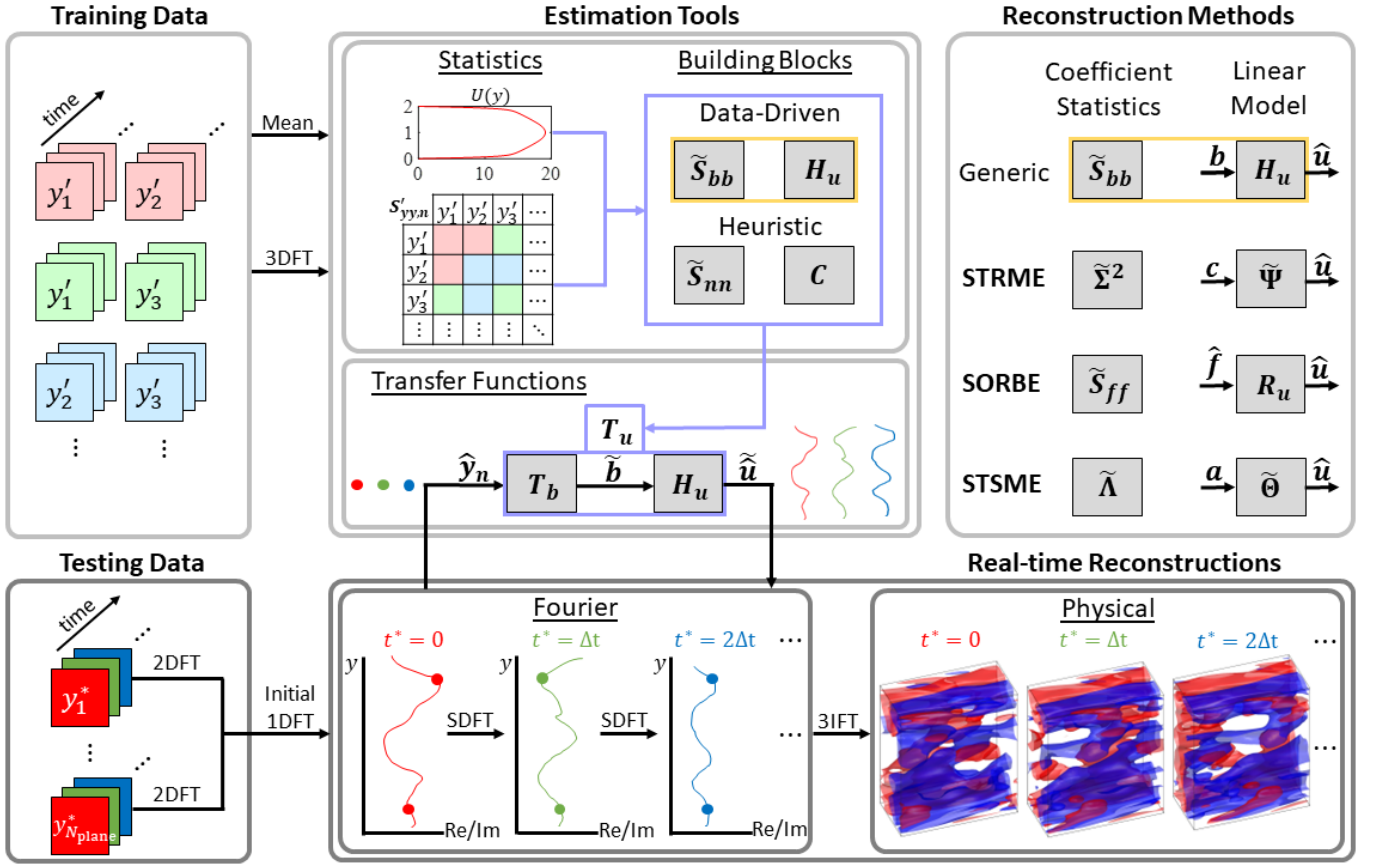 Training Data
time
… …
y′₁ y′₂
y′₁ y′₃
y′₂ y′₃
⋮ ⋮
Mean
3DFT
Estimation Tools
Statistics
U(y)
2
1
0
0 10 20
S′yy,n y′₁ y′₂ y′₃ ⋯
y′₁ ⋯
y′₂ ⋯
y′₃ ⋯
⋮ ⋮ ⋮ ⋮ ⋱
Building Blocks
Data-Driven
S̃bb Hu
Heuristic
S̃nn C
Transfer Functions
Tu
ŷn Tb b̃ Hu û̃
Reconstruction Methods
Coefficient Linear
Statistics Model
Generic S̃bb b Hu û
STRME Σ̃² c Ψ̃ û
SORBE S̃ff f̂ Ru û
STSME Λ̃ a Θ̃ û
Testing Data
time
…
y*₁
2DFT
⋮ …
y*Nplane
2DFT
Initial
1DFT
Real-time Reconstructions
Fourier
t* = 0 t* = Δt t* = 2Δt ⋯
y y y
SDFT SDFT ⋯
Re/Im Re/Im Re/Im
3IFT
Physical
t* = 0 t* = Δt t* = 2Δt ⋯
⋯